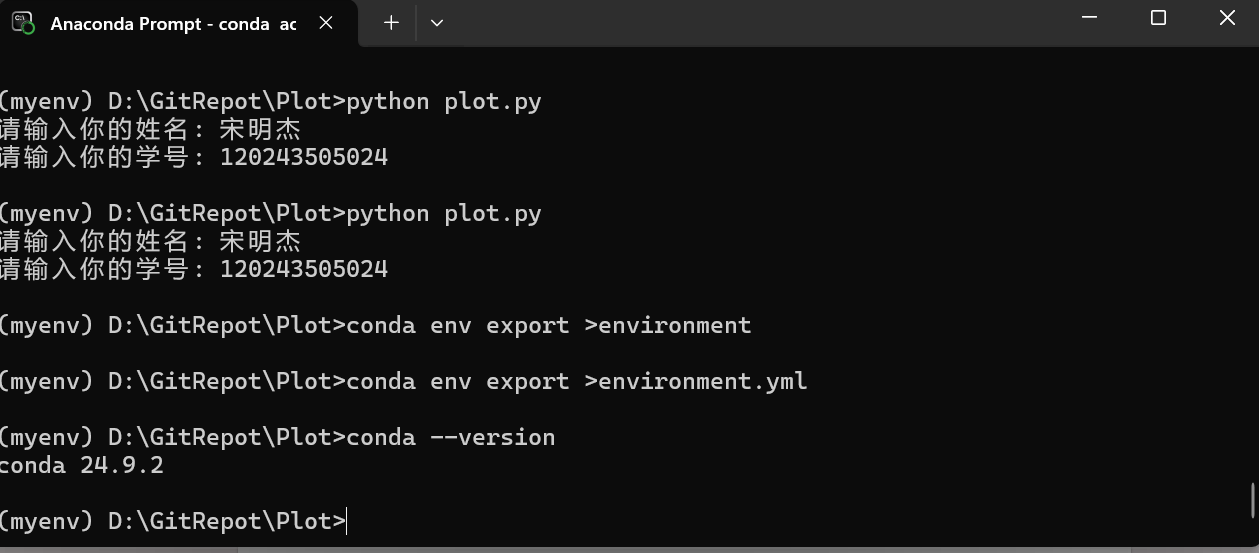 Anaconda Prompt - conda ac
(myenv) D:\GitRepot\Plot>python plot.py
请输入你的姓名: 宋明杰
请输入你的学号: 120243505024
(myenv) D:\GitRepot\Plot>python plot.py
请输入你的姓名: 宋明杰
请输入你的学号: 120243505024
(myenv) D:\GitRepot\Plot>conda env export >environment
(myenv) D:\GitRepot\Plot>conda env export >environment.yml
(myenv) D:\GitRepot\Plot>conda --version
conda 24.9.2
(myenv) D:\GitRepot\Plot>